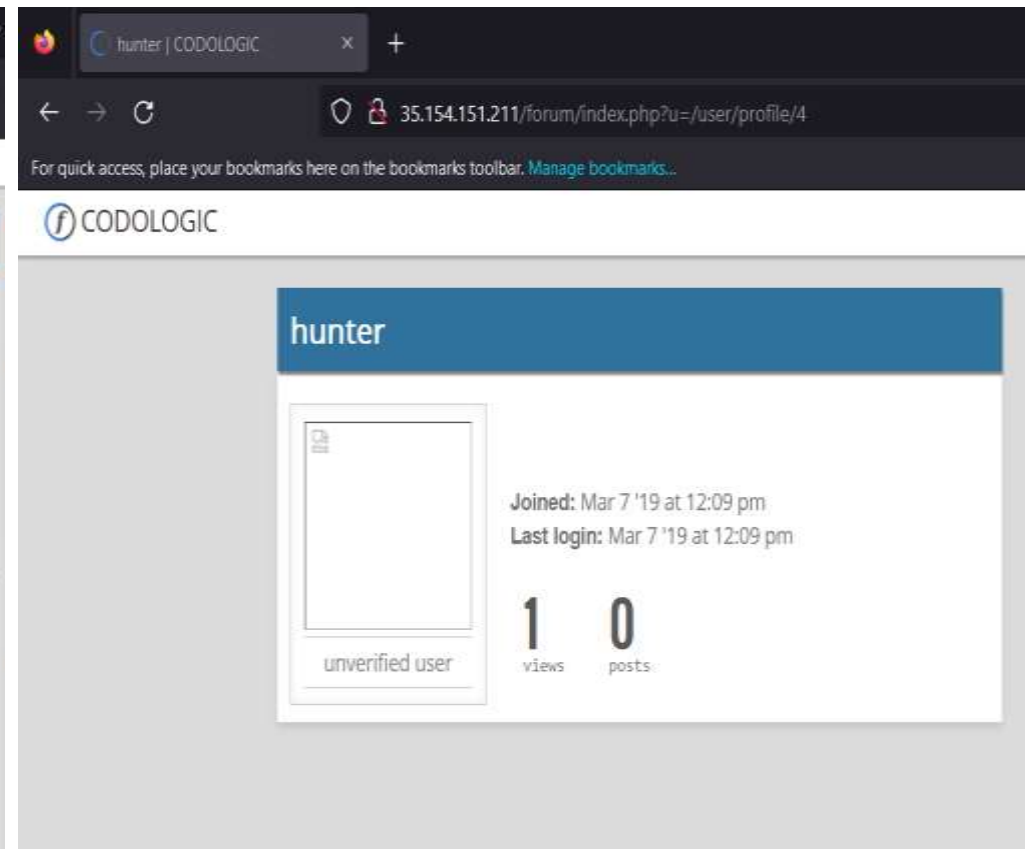 hunter | CODOLOGIC
35.154.151.211/forum/index.php?u=/user/profile/4
For quick access, place your bookmarks here on the bookmarks toolbar. Manage bookmarks...
f CODOLOGIC
hunter
Joined: Mar 7 '19 at 12:09 pm
Last login: Mar 7 '19 at 12:09 pm
1 0
views posts
unverified user